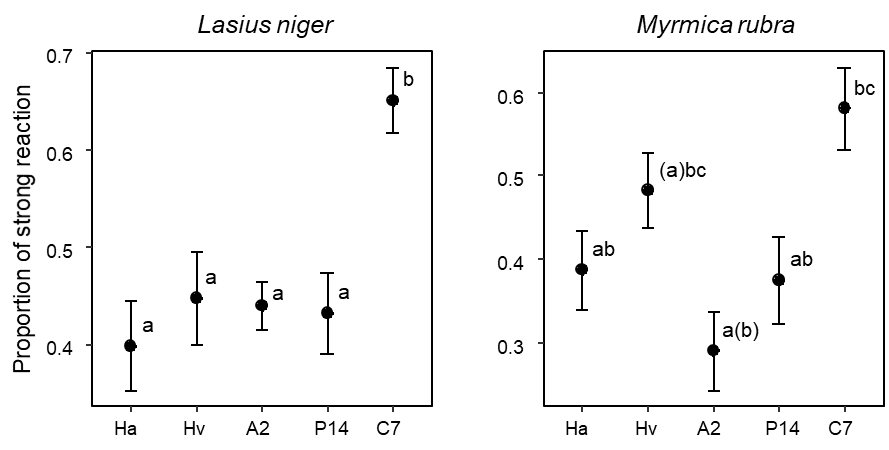 Lasius niger
Myrmica rubra
Proportion of strong reaction
0.7
0.6
0.5
0.4
a
a
a
a
b
Ha Hv A2 P14 C7
0.6
0.5
0.4
0.3
ab
(a)bc
a(b)
ab
bc
Ha Hv A2 P14 C7